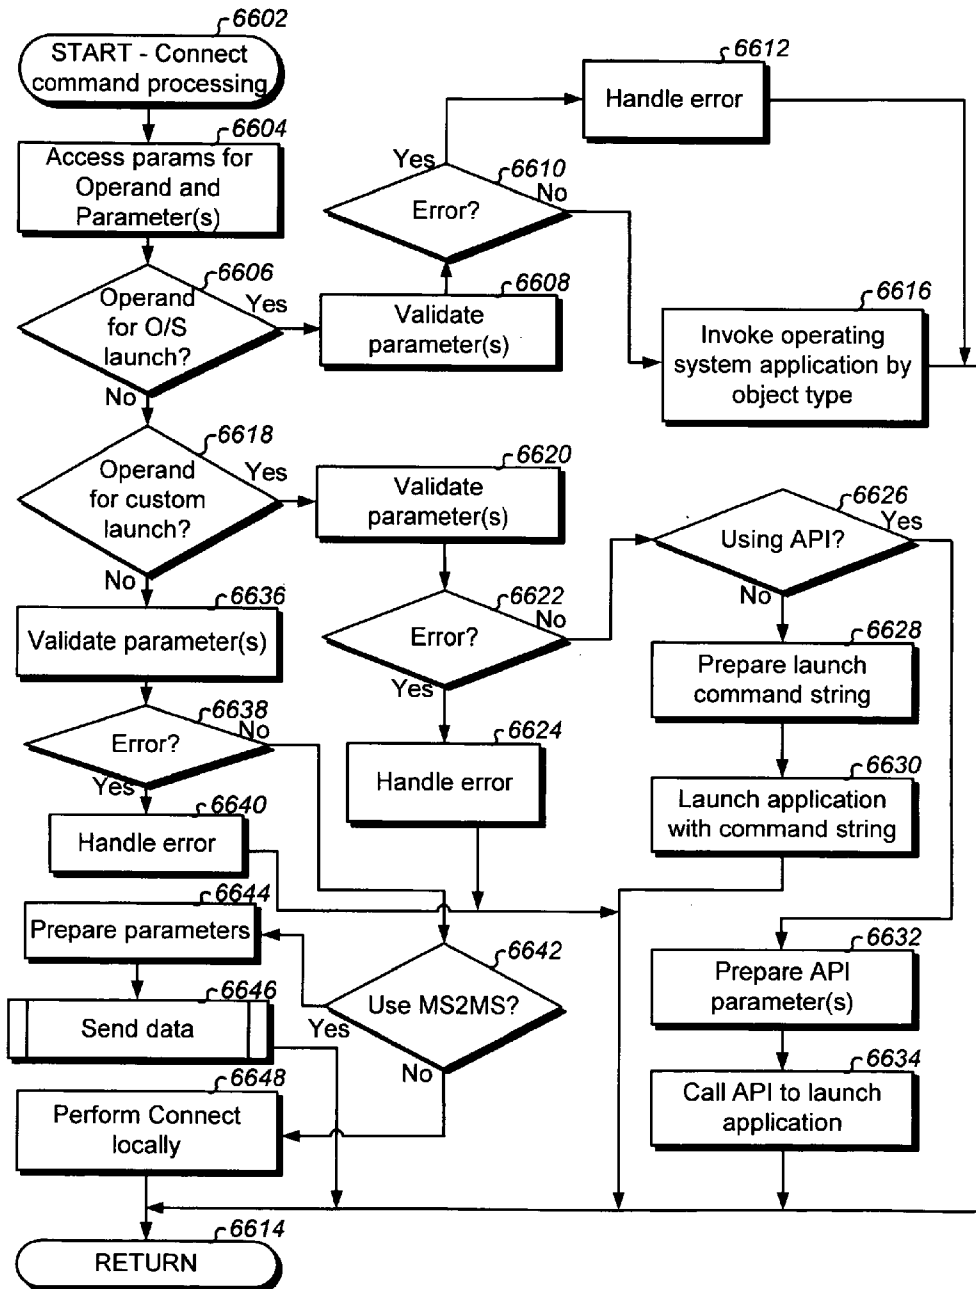 6602
START - Connect
command processing
6604
Access params for
Operand and
Parameter(s)
6606
Operand
for O/S
launch?
Yes
No
6608
Validate
parameter(s)
6610
Error?
Yes
No
6612
Handle error
6616
Invoke operating
system application by
object type
6618
Operand
for custom
launch?
Yes
No
6620
Validate
parameter(s)
6622
Error?
No
Yes
6624
Handle error
6626
Using API?
Yes
No
6628
Prepare launch
command string
6630
Launch application
with command string
6632
Prepare API
parameter(s)
6634
Call API to launch
application
6636
Validate parameter(s)
6638
Error?
No
Yes
6640
Handle error
6642
Use MS2MS?
Yes
No
6644
Prepare parameters
6646
Send data
6648
Perform Connect
locally
6614
RETURN